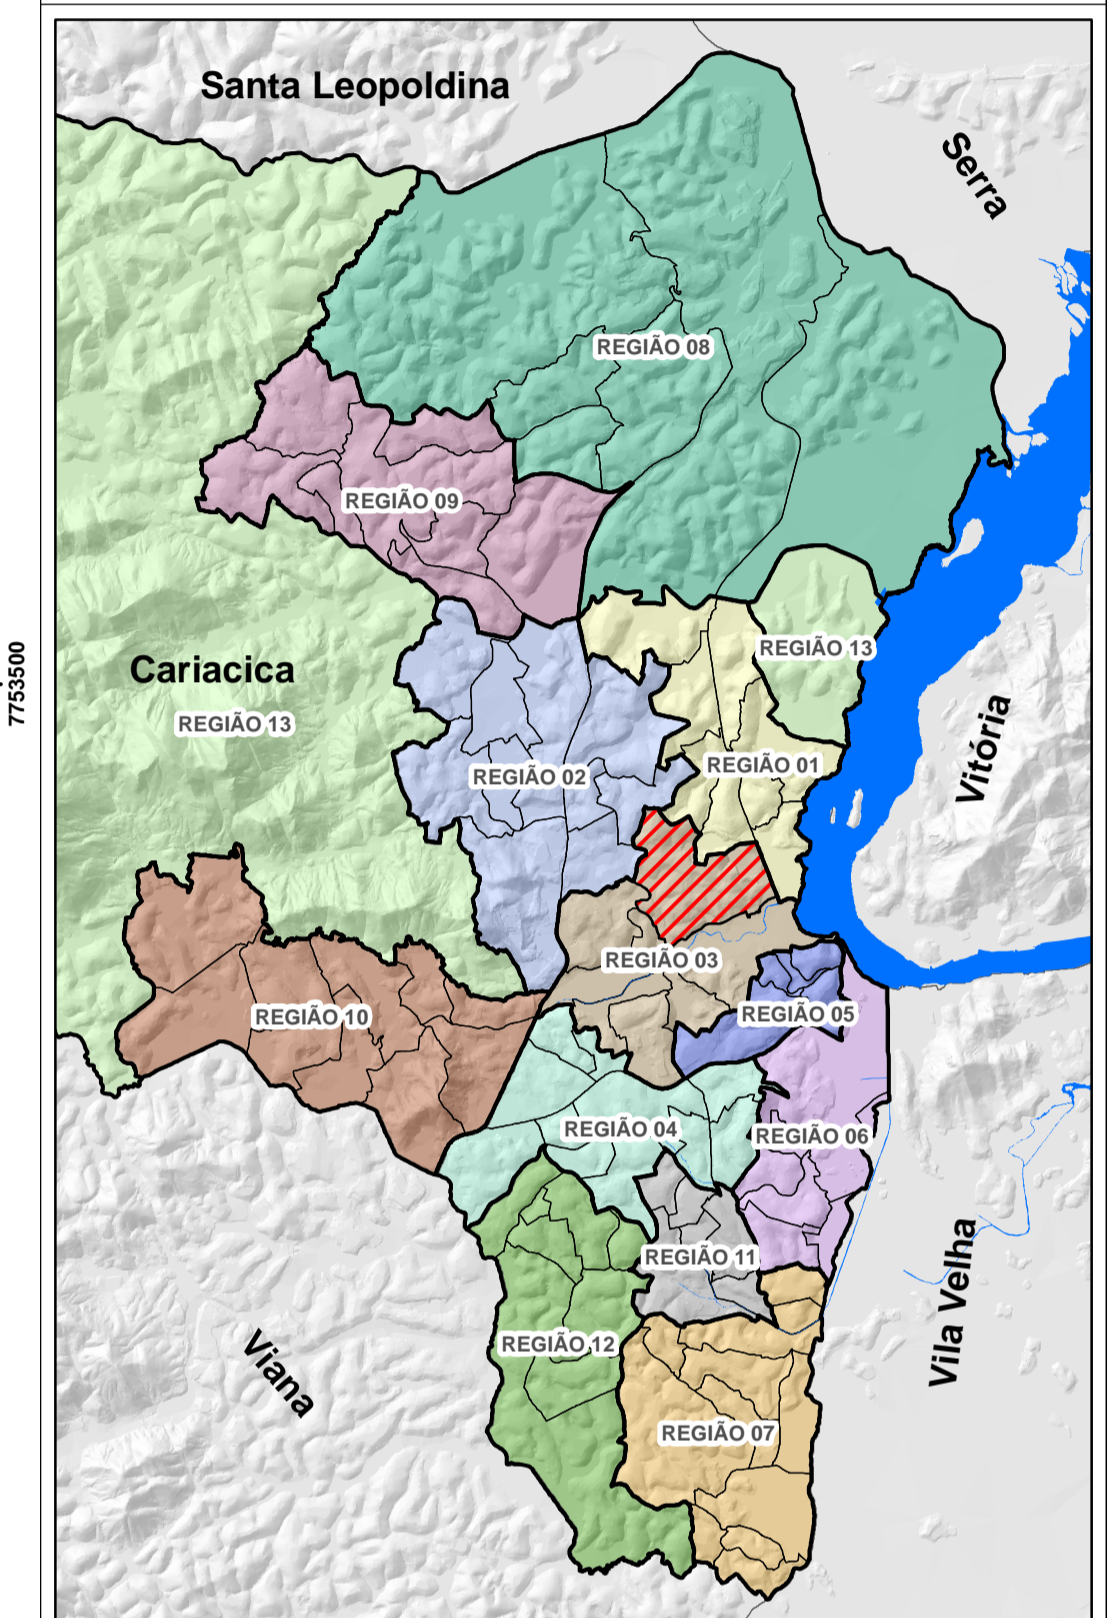 Santa Leopoldina
Serra
REGIÃO 08
REGIÃO 09
7753500
Cariacica
REGIÃO 13
REGIÃO 13
Vitória
REGIÃO 02
REGIÃO 01
REGIÃO 03
REGIÃO 10
REGIÃO 05
REGIÃO 04
REGIÃO 06
REGIÃO 11
Vila Velha
REGIÃO 12
Viana
REGIÃO 07